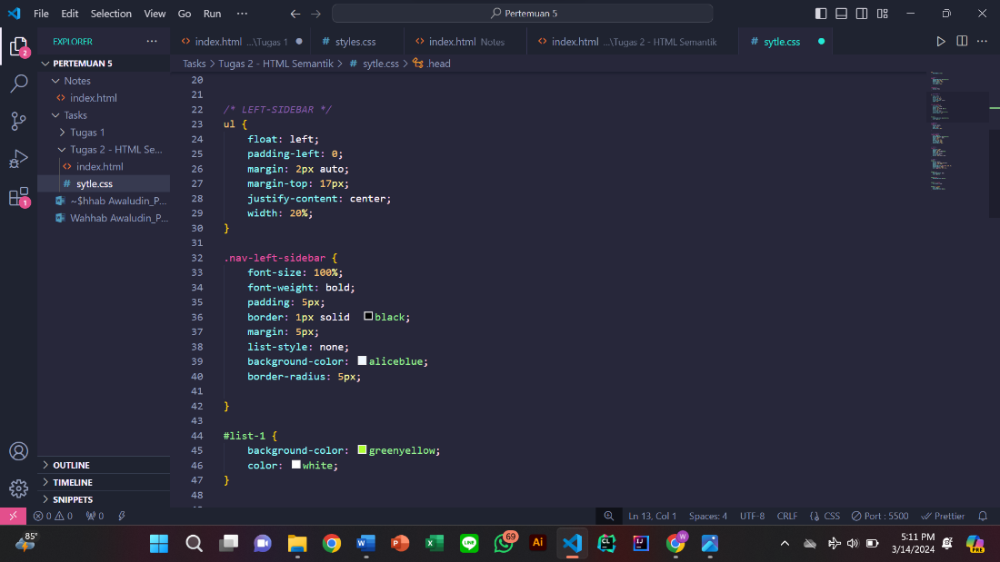 File Edit Selection View Go Run ··· Pertemuan 5
EXPLORER ···
index.html ...\Tugas 1
styles.css
index.html Notes
index.html ...\Tugas 2 - HTML Semantik
sytle.css
Tasks > Tugas 2 - HTML Semantik > # sytle.css > .head
PERTEMUAN 5
Notes
index.html
Tasks
Tugas 1
Tugas 2 - HTML Se...
index.html
sytle.css
~$hhab Awaludin_P...
Wahhab Awaludin_P...
OUTLINE
TIMELINE
SNIPPETS
20
21
22 /* LEFT-SIDEBAR */
23 ul {
24 float: left;
25 padding-left: 0;
26 margin: 2px auto;
27 margin-top: 17px;
28 justify-content: center;
29 width: 20%;
30 }
31
32 .nav-left-sidebar {
33 font-size: 100%;
34 font-weight: bold;
35 padding: 5px;
36 border: 1px solid black;
37 margin: 5px;
38 list-style: none;
39 background-color: aliceblue;
40 border-radius: 5px;
41
42 }
43
44 #list-1 {
45 background-color: greenyellow;
46 color: white;
47 }
48
2
1
0 0 0 Ln 13, Col 1 Spaces: 4 UTF-8 CRLF {} CSS Port : 5500 Prettier
85° 69 Ai CL IJ W 5:11 PM
3/14/2024
PRE